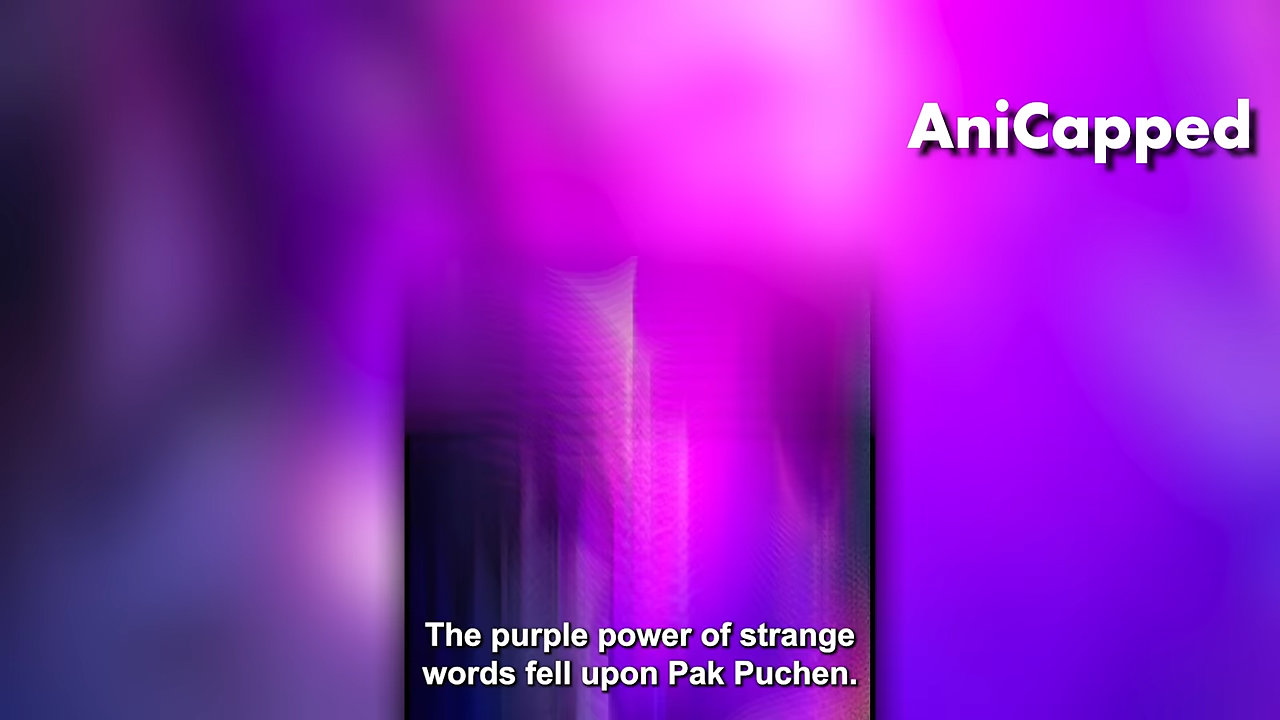 AniCapped
The purple power of strange
words fell upon Pak Puchen.